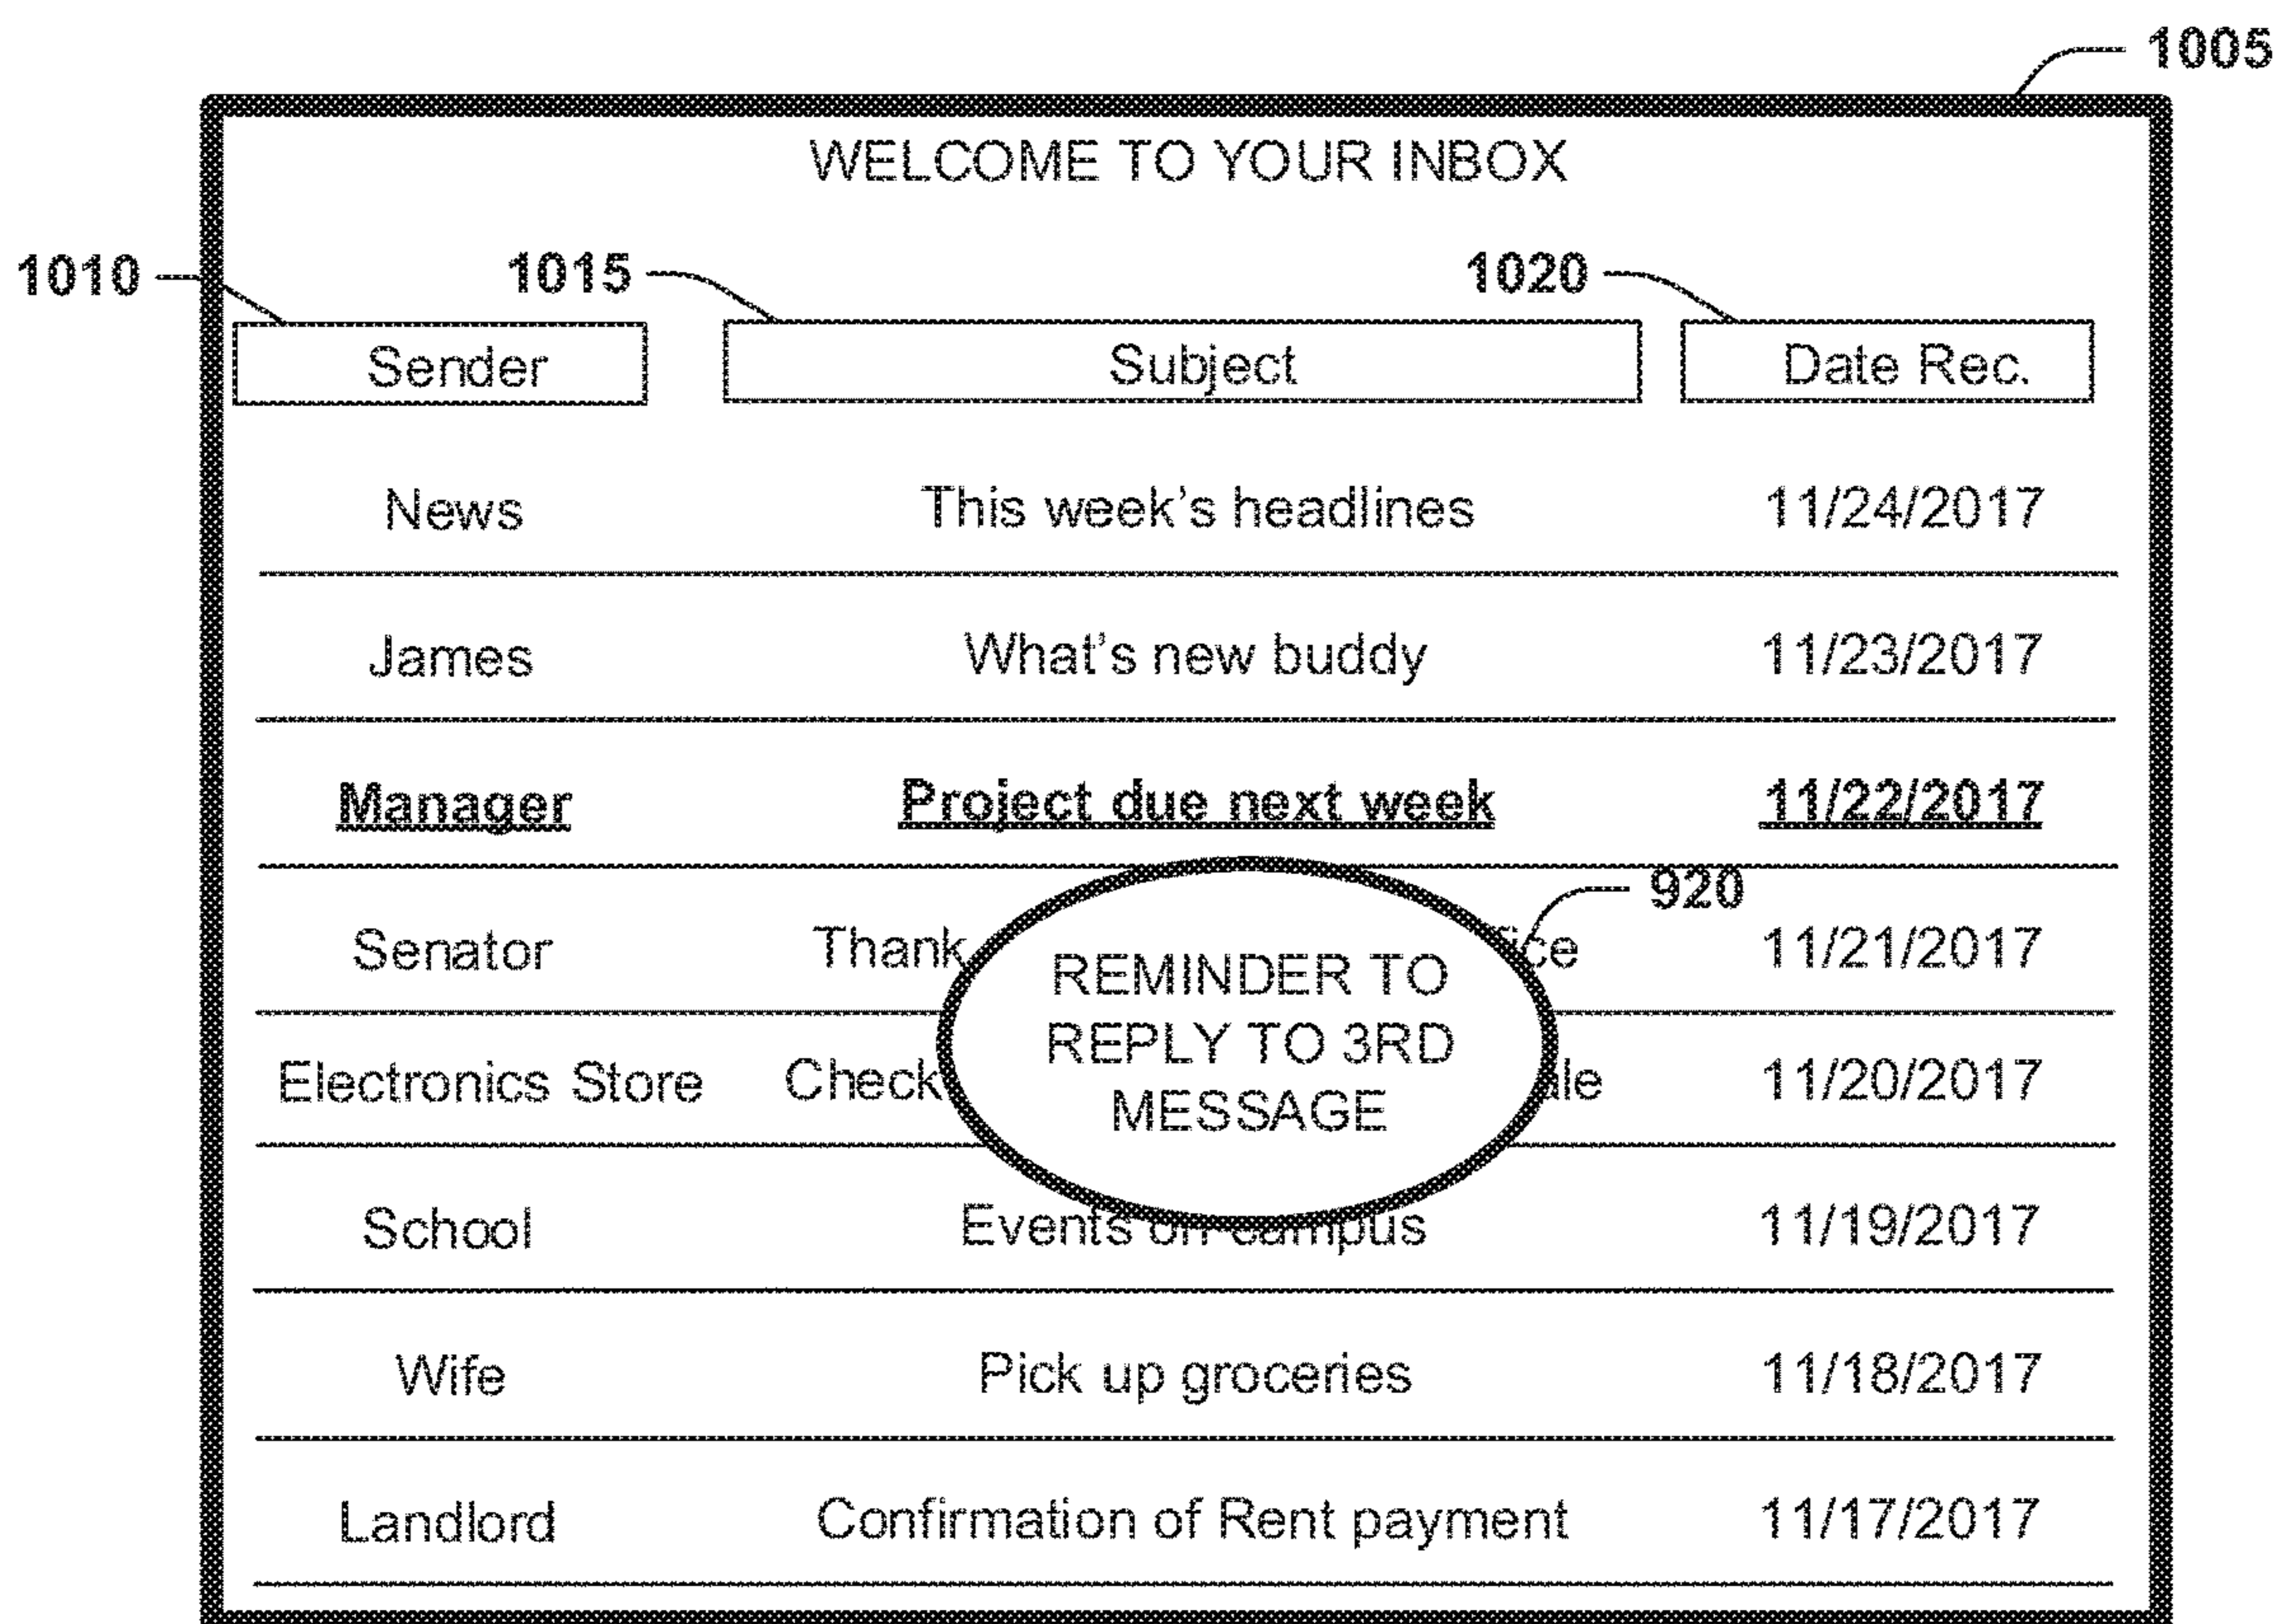 1005
WELCOME TO YOUR INBOX
1010 1015 1020
Sender Subject Date Rec.
News This week's headlines 11/24/2017
James What's new buddy 11/23/2017
Manager Project due next week 11/22/2017
920
Senator Thank 11/21/2017
REMINDER TO
REPLY TO 3RD
MESSAGE
Electronics Store Check 11/20/2017
School Events on campus 11/19/2017
Wife Pick up groceries 11/18/2017
Landlord Confirmation of Rent payment 11/17/2017